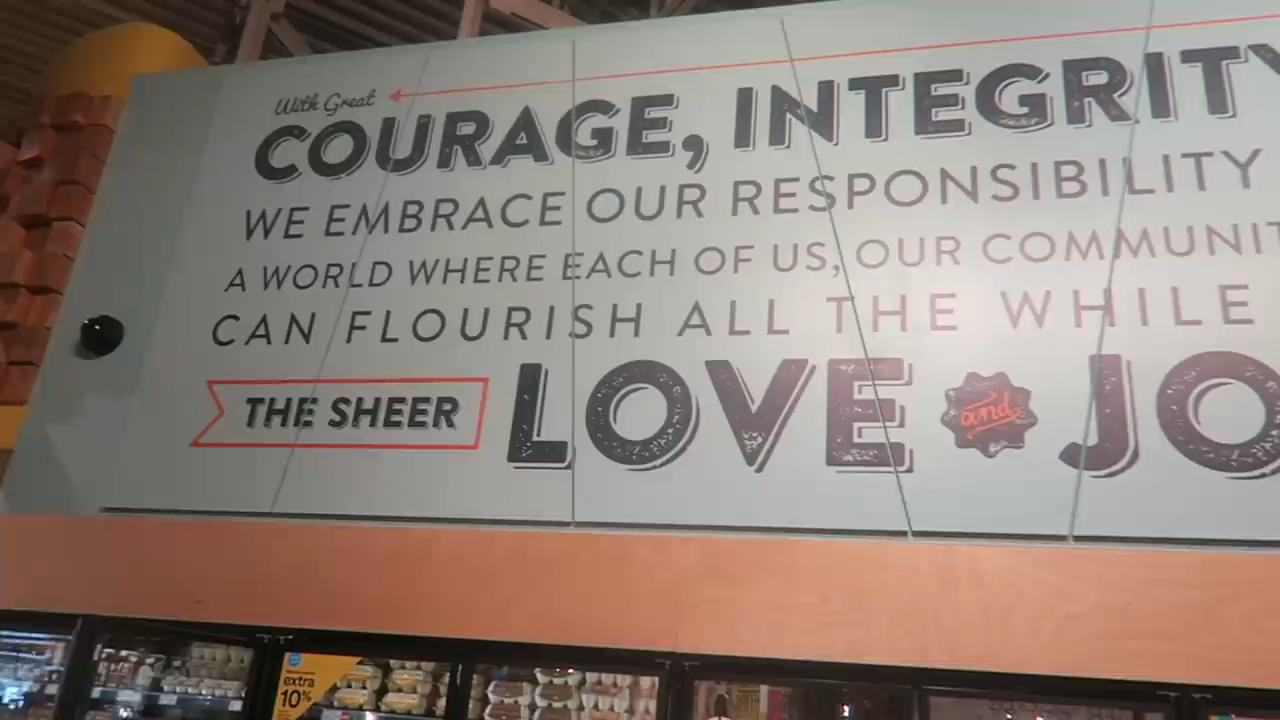 With Great
COURAGE, INTEGRITY
WE EMBRACE OUR RESPONSIBILITY
A WORLD WHERE EACH OF US, OUR COMMUNIT
CAN FLOURISH ALL THE WHILE
THE SHEER LOVE and JO
extra
10%